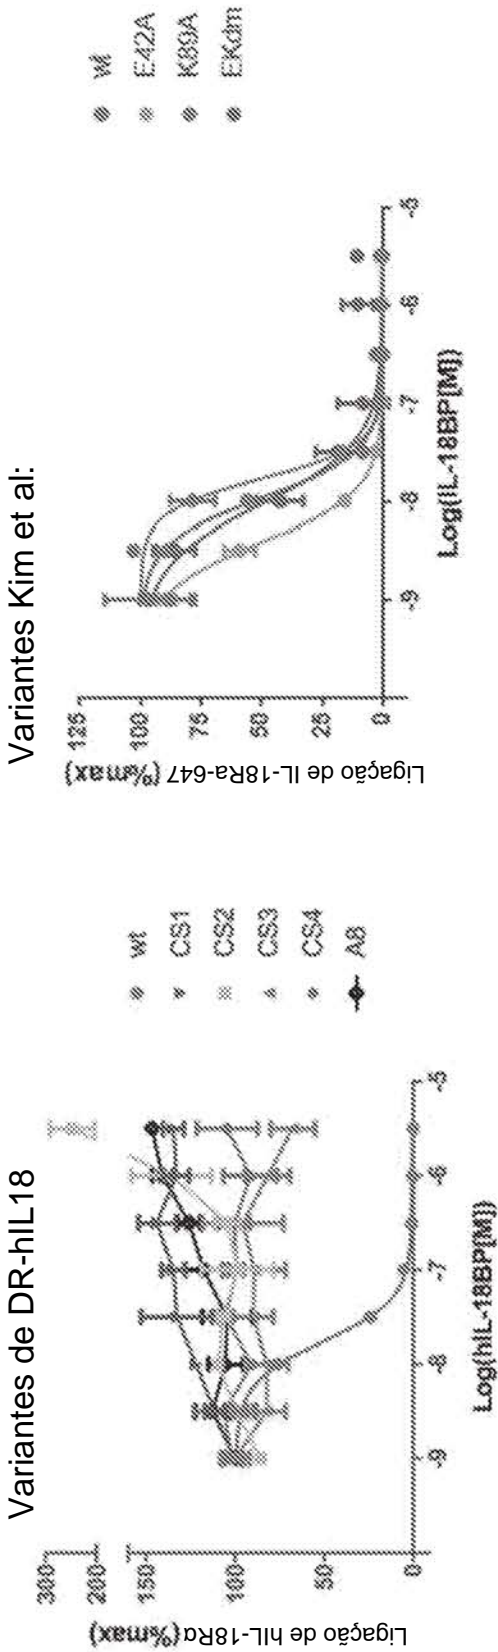 Variantes de DR-hIL18
Ligação de hIL-18Rα (%max)
300
200
150
100
50
0
-9
-8
-7
-6
-5
Log(hIL-18BP[M])
wt
CS1
CS2
CS3
CS4
A8
Variantes Kim et al:
Ligação de IL-18Ra-647 (%max)
125
100
75
50
25
0
-9
-8
-7
-6
-5
Log(IL-18BP[M])
wt
E42A
K89A
EKdm